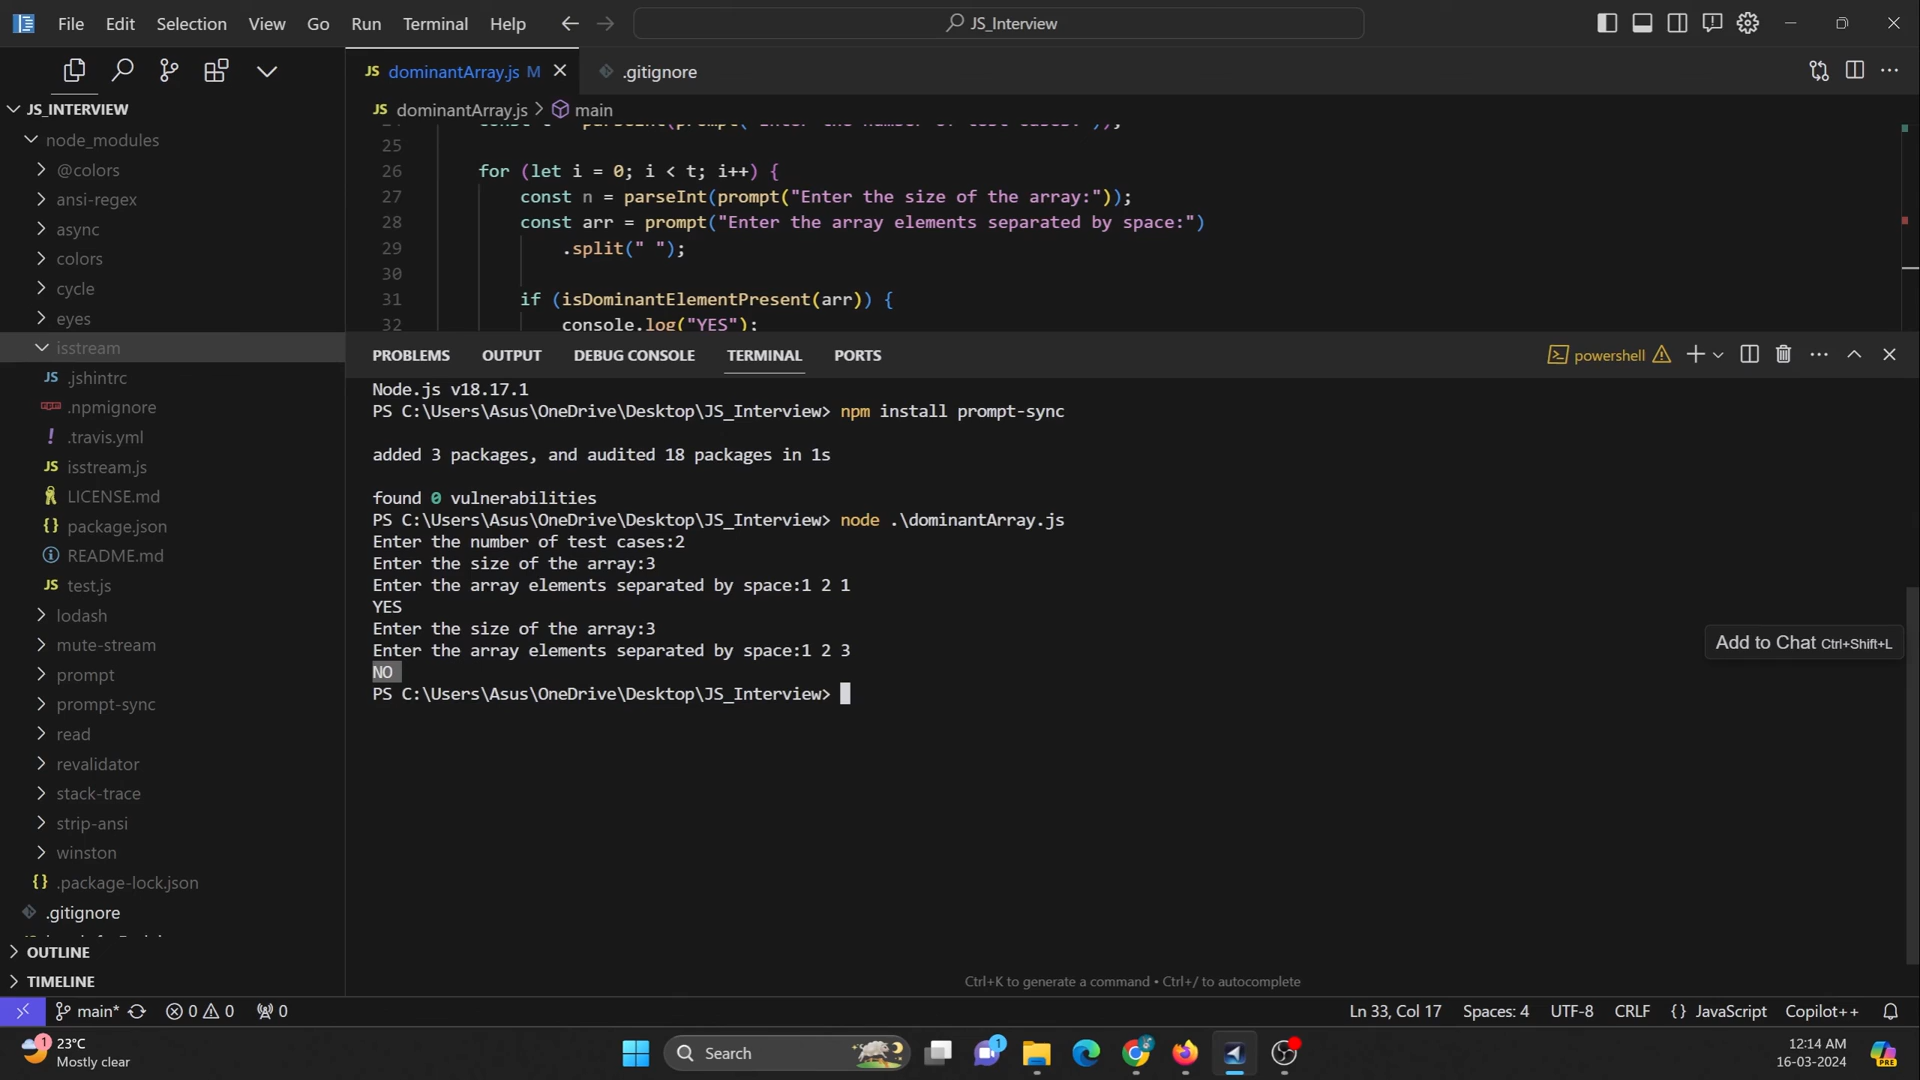 File Edit Selection View Go Run Terminal Help
JS_Interview
JS_INTERVIEW
node_modules
@colors
ansi-regex
async
colors
cycle
eyes
isstream
JS .jshintrc
.npmignore
! .travis.yml
JS isstream.js
LICENSE.md
{} package.json
README.md
JS test.js
lodash
mute-stream
prompt
prompt-sync
read
revalidator
stack-trace
strip-ansi
winston
{} .package-lock.json
.gitignore
OUTLINE
TIMELINE
JS dominantArray.js M
.gitignore
JS dominantArray.js > main
25
26 for (let i = 0; i < t; i++) {
27 const n = parseInt(prompt("Enter the size of the array:"));
28 const arr = prompt("Enter the array elements separated by space:")
29 .split(" ");
30
31 if (isDominantElementPresent(arr)) {
32 console.log("YES");
PROBLEMS OUTPUT DEBUG CONSOLE TERMINAL PORTS
powershell
Node.js v18.17.1
PS C:\Users\Asus\OneDrive\Desktop\JS_Interview> npm install prompt-sync
added 3 packages, and audited 18 packages in 1s
found 0 vulnerabilities
PS C:\Users\Asus\OneDrive\Desktop\JS_Interview> node .\dominantArray.js
Enter the number of test cases:2
Enter the size of the array:3
Enter the array elements separated by space:1 2 1
YES
Enter the size of the array:3
Enter the array elements separated by space:1 2 3
NO
PS C:\Users\Asus\OneDrive\Desktop\JS_Interview>
Add to Chat Ctrl+Shift+L
Ctrl+K to generate a command • Ctrl+/ to autocomplete
main* 0 0 0
Ln 33, Col 17 Spaces: 4 UTF-8 CRLF {} JavaScript Copilot++
1
23°C
Mostly clear
Search
1
12:14 AM
16-03-2024
PRE